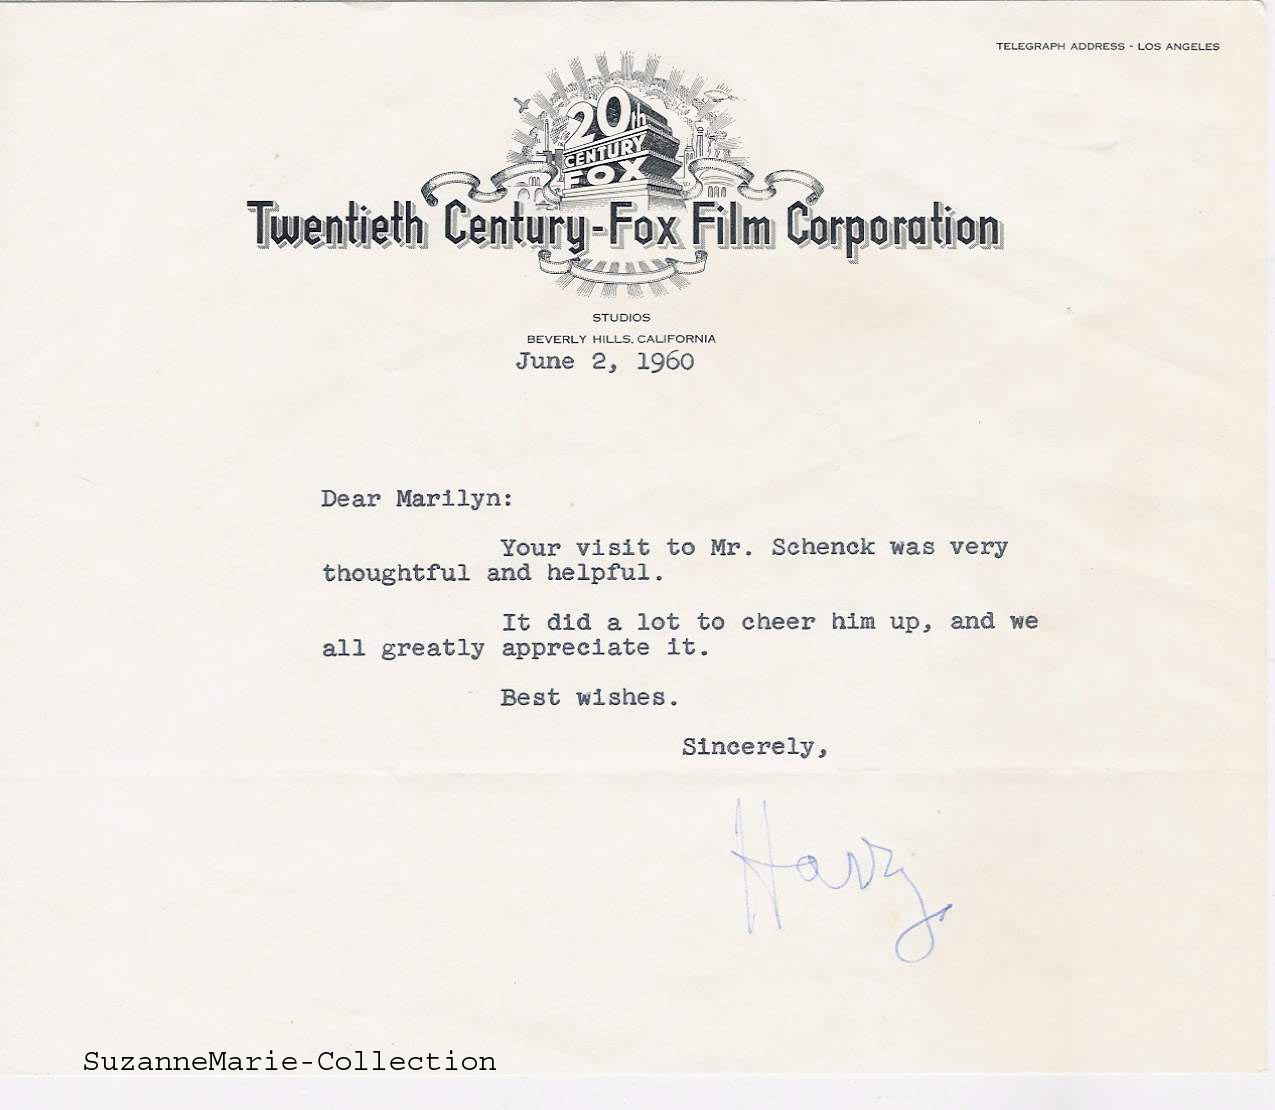 TELEGRAPH ADDRESS - LOS ANGELES
20th
CENTURY
FOX
Twentieth Century-Fox Film Corporation
STUDIOS
BEVERLY HILLS, CALIFORNIA
June 2, 1960
Dear Marilyn:
Your visit to Mr. Schenck was very
thoughtful and helpful.
It did a lot to cheer him up, and we
all greatly appreciate it.
Best wishes.
Sincerely,
Harry
SuzanneMarie-Collection